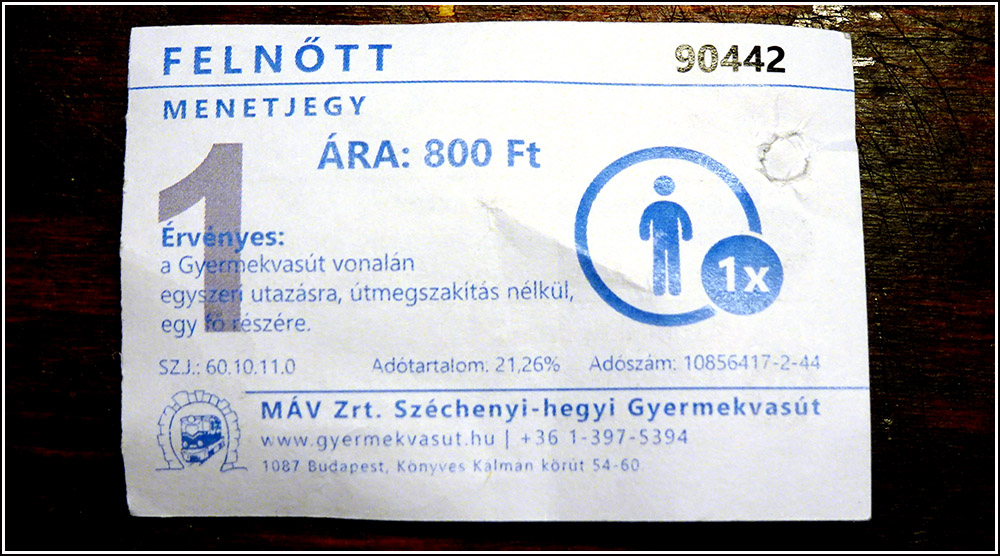 FELNŐTT 90442
MENETJEGY
ÁRA: 800 Ft
1
Érvényes:
a Gyermekvasút vonalán
egyszeri utazásra, útmegszakítás nélkül,
egy fő részére.
1x
SZJ.: 60.10.11.0 Adótartalom: 21,26% Adószám: 10856417-2-44
MÁV Zrt. Széchenyi-hegyi Gyermekvasút
www.gyermekvasut.hu | +36 1-397-5394
1087 Budapest, Könyves Kálmán körút 54-60.